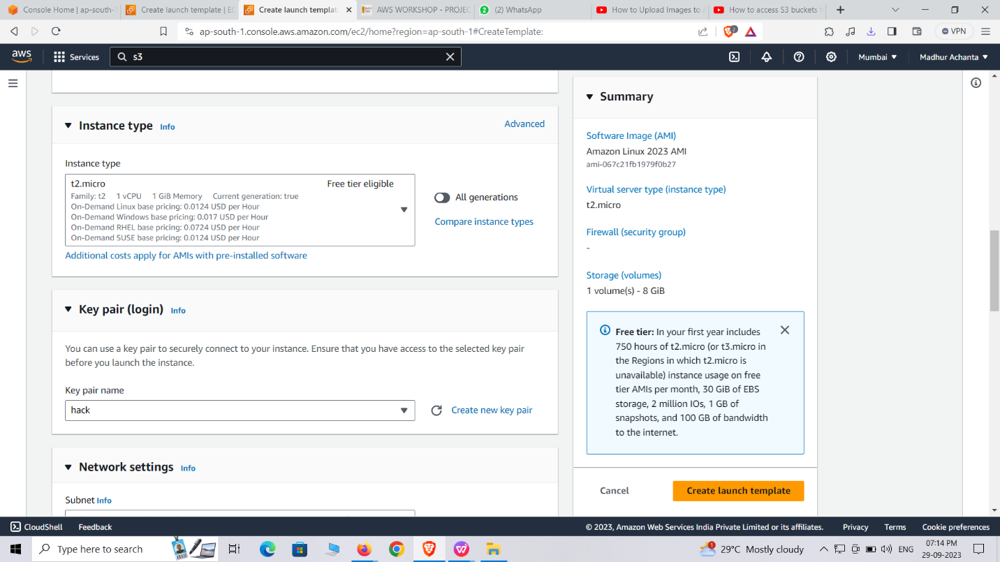 Console Home | ap-south-1
Create launch template | EC
Create launch templat
AWS WORKSHOP - PROJEC
(2) WhatsApp
How to Upload Images to A
How to access S3 buckets f
ap-south-1.console.aws.amazon.com/ec2/home?region=ap-south-1#CreateTemplate:
2
VPN
aws
Services
s3
Mumbai
Madhur Achanta
Instance type Info
Advanced
Instance type
t2.micro
Free tier eligible
Family: t2 1 vCPU 1 GiB Memory Current generation: true
On-Demand Linux base pricing: 0.0124 USD per Hour
On-Demand Windows base pricing: 0.017 USD per Hour
On-Demand RHEL base pricing: 0.0724 USD per Hour
On-Demand SUSE base pricing: 0.0124 USD per Hour
All generations
Compare instance types
Additional costs apply for AMIs with pre-installed software
Key pair (login) Info
You can use a key pair to securely connect to your instance. Ensure that you have access to the selected key pair
before you launch the instance.
Key pair name
hack
Create new key pair
Network settings Info
Subnet Info
Summary
Software Image (AMI)
Amazon Linux 2023 AMI
ami-067c21fb1979f0b27
Virtual server type (instance type)
t2.micro
Firewall (security group)
-
Storage (volumes)
1 volume(s) - 8 GiB
Free tier: In your first year includes
750 hours of t2.micro (or t3.micro in
the Regions in which t2.micro is
unavailable) instance usage on free
tier AMIs per month, 30 GiB of EBS
storage, 2 million IOs, 1 GB of
snapshots, and 100 GB of bandwidth
to the internet.
Cancel
Create launch template
CloudShell
Feedback
© 2023, Amazon Web Services India Private Limited or its affiliates.
Privacy
Terms
Cookie preferences
Type here to search
1
29°C Mostly cloudy
ENG
07:14 PM
29-09-2023